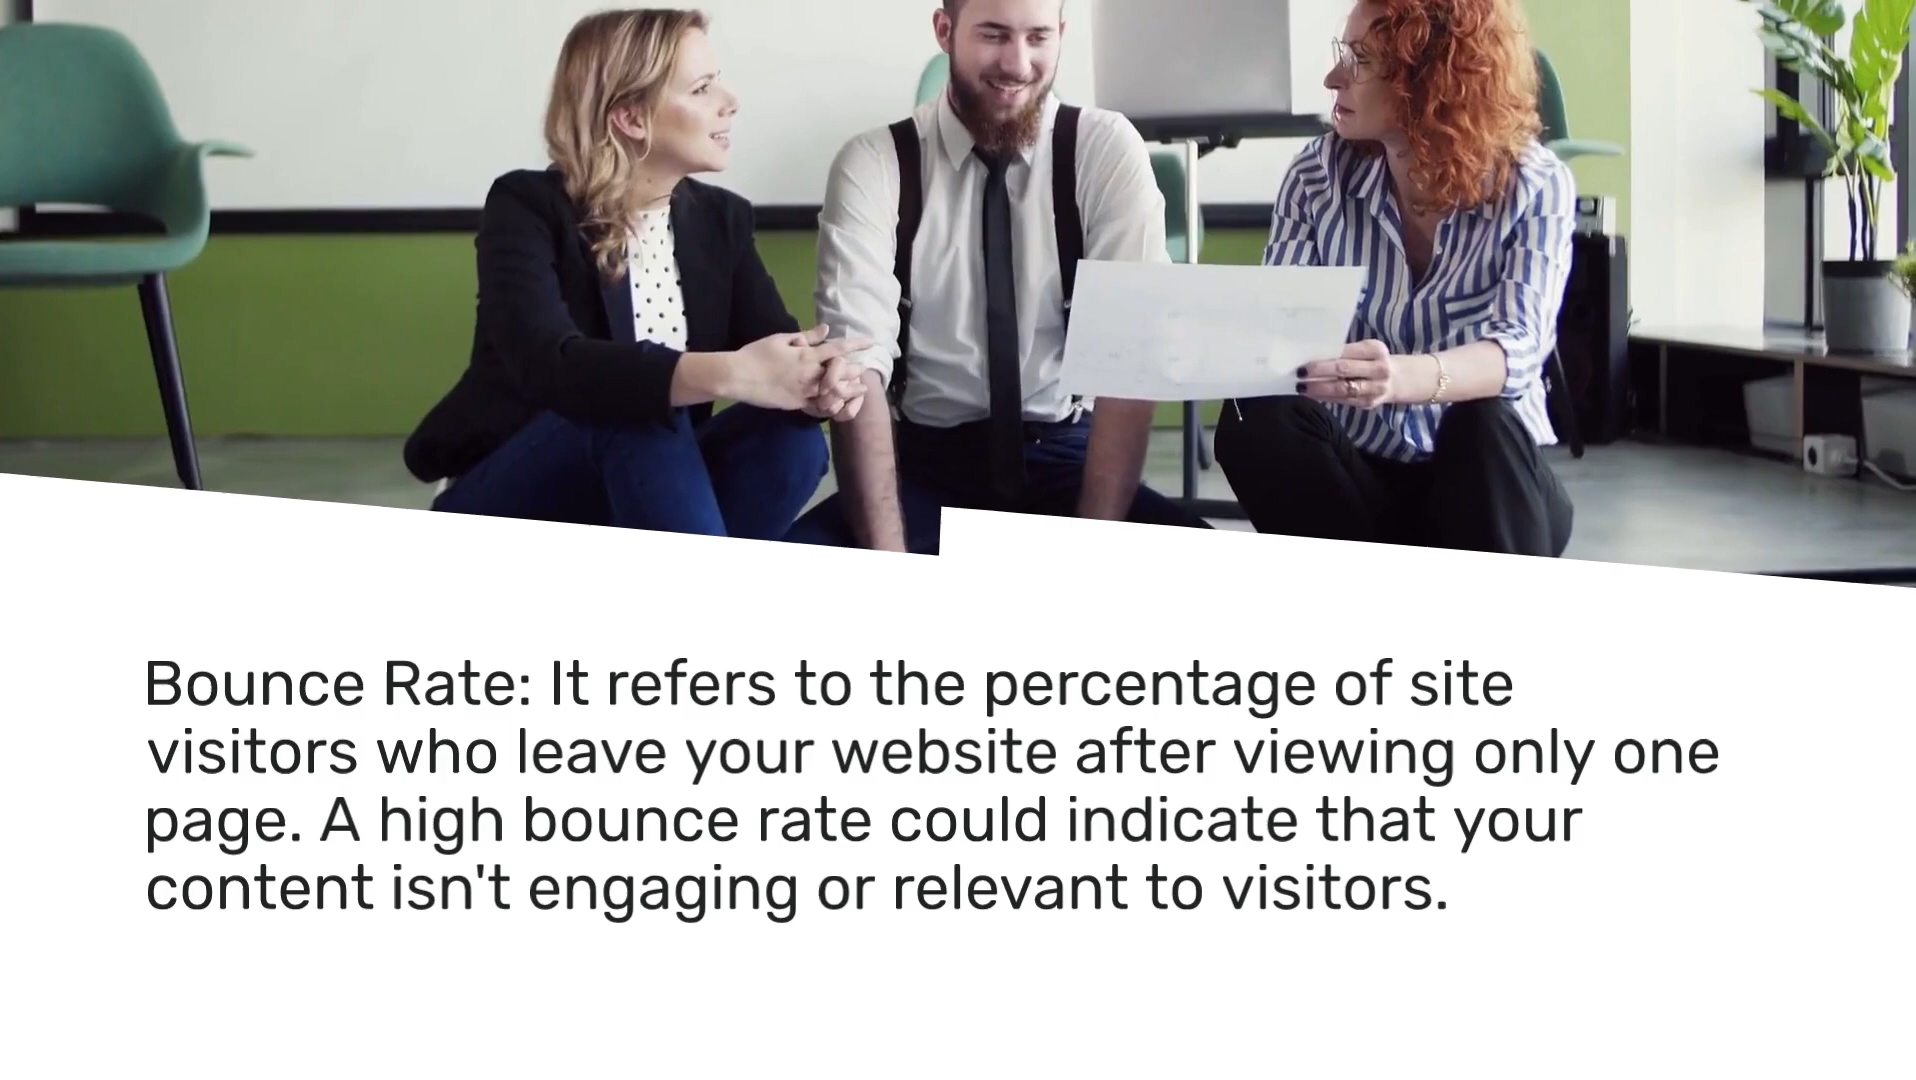 Bounce Rate: It refers to the percentage of site
visitors who leave your website after viewing only one
page. A high bounce rate could indicate that your
content isn't engaging or relevant to visitors.